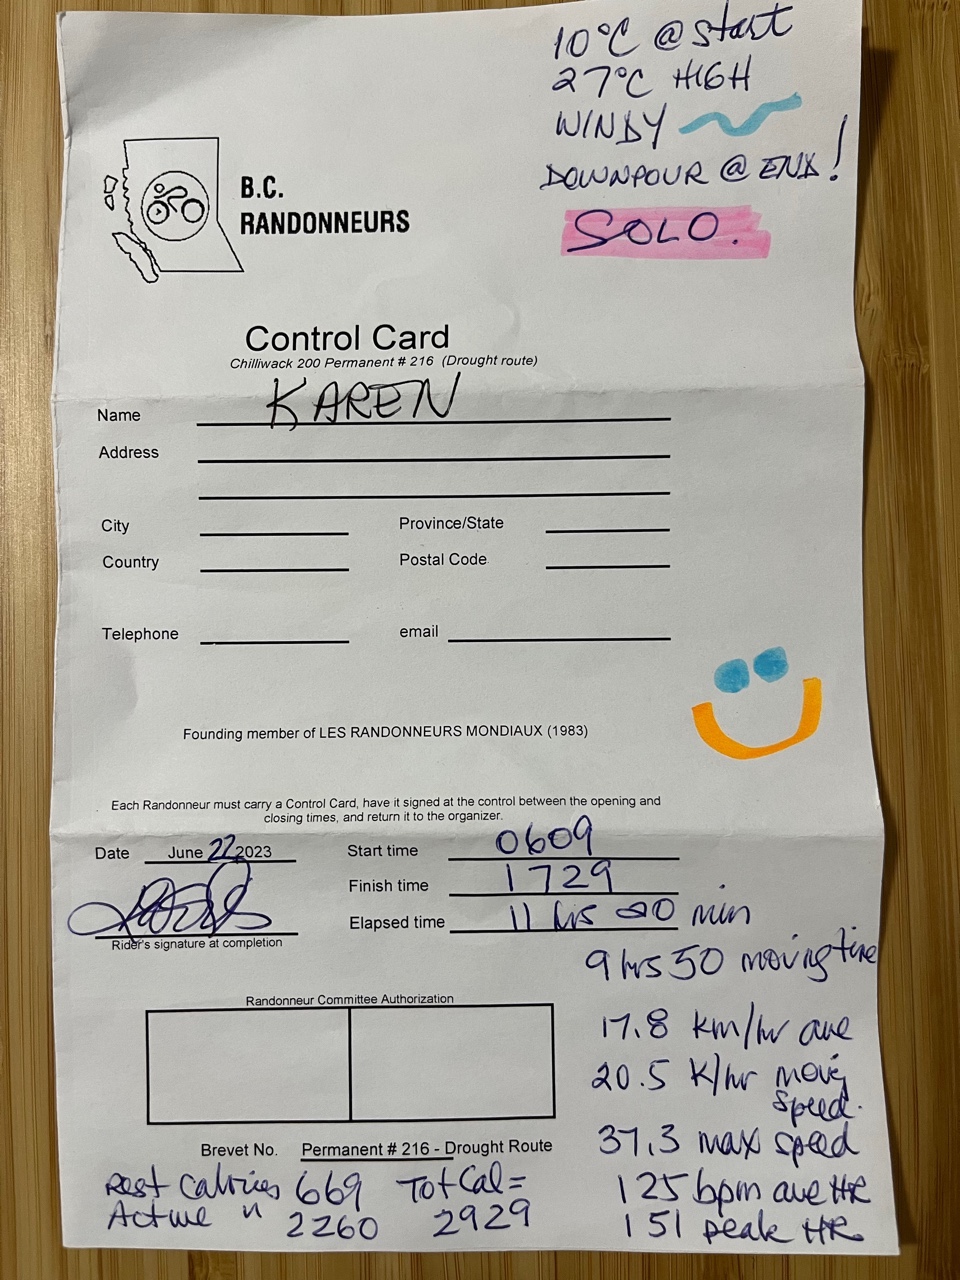 10°C @ start
27°C HIGH
WINDY
DOWNPOUR @ END!
SOLO.
B.C.
RANDONNEURS
Control Card
Chilliwack 200 Permanent # 216 (Drought route)
Name KAREN
Address
City Province/State
Country Postal Code
Telephone email
Founding member of LES RANDONNEURS MONDIAUX (1983)
Each Randonneur must carry a Control Card, have it signed at the control between the opening and
closing times, and return it to the organizer.
Date June 22 2023 Start time 0609
Finish time 1729
Elapsed time 11 hrs 20 min
Rider's signature at completion
9 hrs 50 moving time
Randonneur Committee Authorization
17.8 km/hr ave
20.5 K/hr moving
speed.
37.3 max speed
Brevet No. Permanent # 216 - Drought Route
125 bpm ave HR
151 peak HR
Rest Calories 669 Tot Cal =
Active " 2260 2929